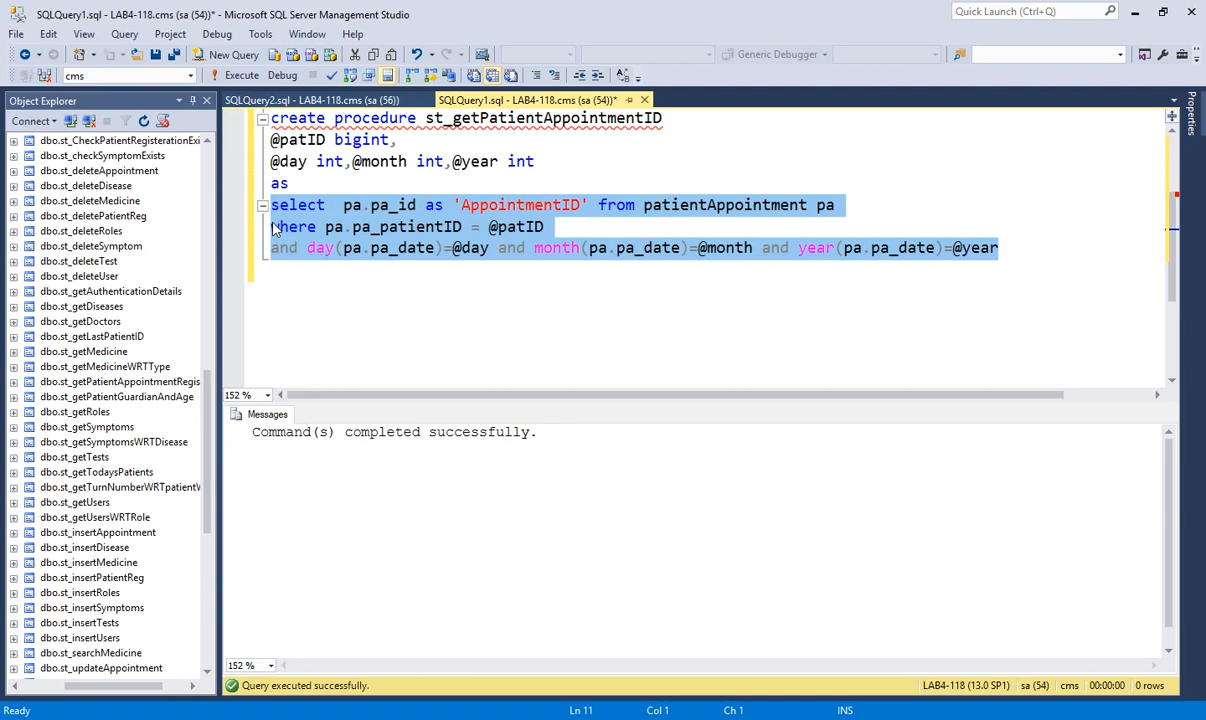 SQLQuery1.sql - LAB4-118.cms (sa (54))* - Microsoft SQL Server Management Studio
Quick Launch (Ctrl+Q)
File Edit View Query Project Debug Tools Window Help
New Query
Generic Debugger
cms
Execute Debug
Object Explorer
SQLQuery2.sql - LAB4-118.cms (sa (56))
SQLQuery1.sql - LAB4-118.cms (sa (54))*
Properties
Connect
dbo.st_CheckPatientRegisterationExi
dbo.st_checkSymptomExists
dbo.st_deleteAppointment
dbo.st_deleteDisease
dbo.st_deleteMedicine
dbo.st_deletePatientReg
dbo.st_deleteRoles
dbo.st_deleteSymptom
dbo.st_deleteTest
dbo.st_deleteUser
dbo.st_getAuthenticationDetails
dbo.st_getDiseases
dbo.st_getDoctors
dbo.st_getLastPatientID
dbo.st_getMedicine
dbo.st_getMedicineWRTType
dbo.st_getPatientAppointmentRegis
dbo.st_getPatientGuardianAndAge
dbo.st_getRoles
dbo.st_getSymptoms
dbo.st_getSymptomsWRTDisease
dbo.st_getTests
dbo.st_getTodaysPatients
dbo.st_getTurnNumberWRTpatientW
dbo.st_getUsers
dbo.st_getUsersWRTRole
dbo.st_insertAppointment
dbo.st_insertDisease
dbo.st_insertMedicine
dbo.st_insertPatientReg
dbo.st_insertRoles
dbo.st_insertSymptoms
dbo.st_insertTests
dbo.st_insertUsers
dbo.st_searchMedicine
dbo.st_updateAppointment
create procedure st_getPatientAppointmentID
@patID bigint,
@day int,@month int,@year int
as
select pa.pa_id as 'AppointmentID' from patientAppointment pa
where pa.pa_patientID = @patID
and day(pa.pa_date)=@day and month(pa.pa_date)=@month and year(pa.pa_date)=@year
152 %
Messages
Command(s) completed successfully.
152 %
Query executed successfully.
LAB4-118 (13.0 SP1) sa (54) cms 00:00:00 0 rows
Ready
Ln 11 Col 1 Ch 1 INS